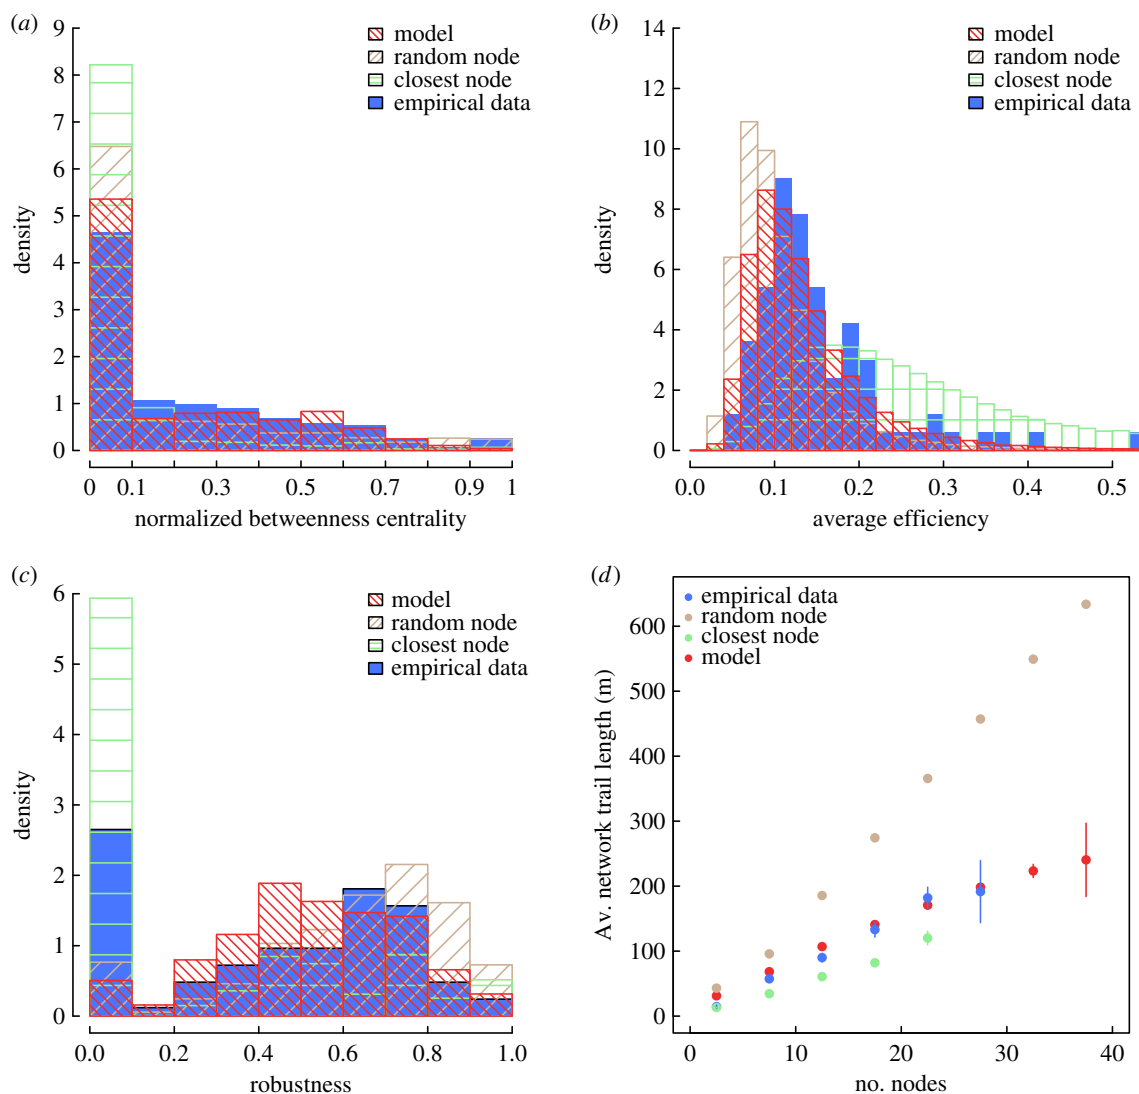 (a)
9
8
7
6
5
4
3
2
1
0
density
model
random node
closest node
empirical data
0 0.1 0.3 0.5 0.7 0.9 1
normalized betweenness centrality
(b)
14
12
10
8
6
4
2
0
density
model
random node
closest node
empirical data
0.0 0.1 0.2 0.3 0.4 0.5
average efficiency
(c)
6
5
4
3
2
1
0
density
model
random node
closest node
empirical data
0.0 0.2 0.4 0.6 0.8 1.0
robustness
(d)
600
500
400
300
200
100
0
Av. network trail length (m)
empirical data
random node
closest node
model
0 10 20 30 40
no. nodes